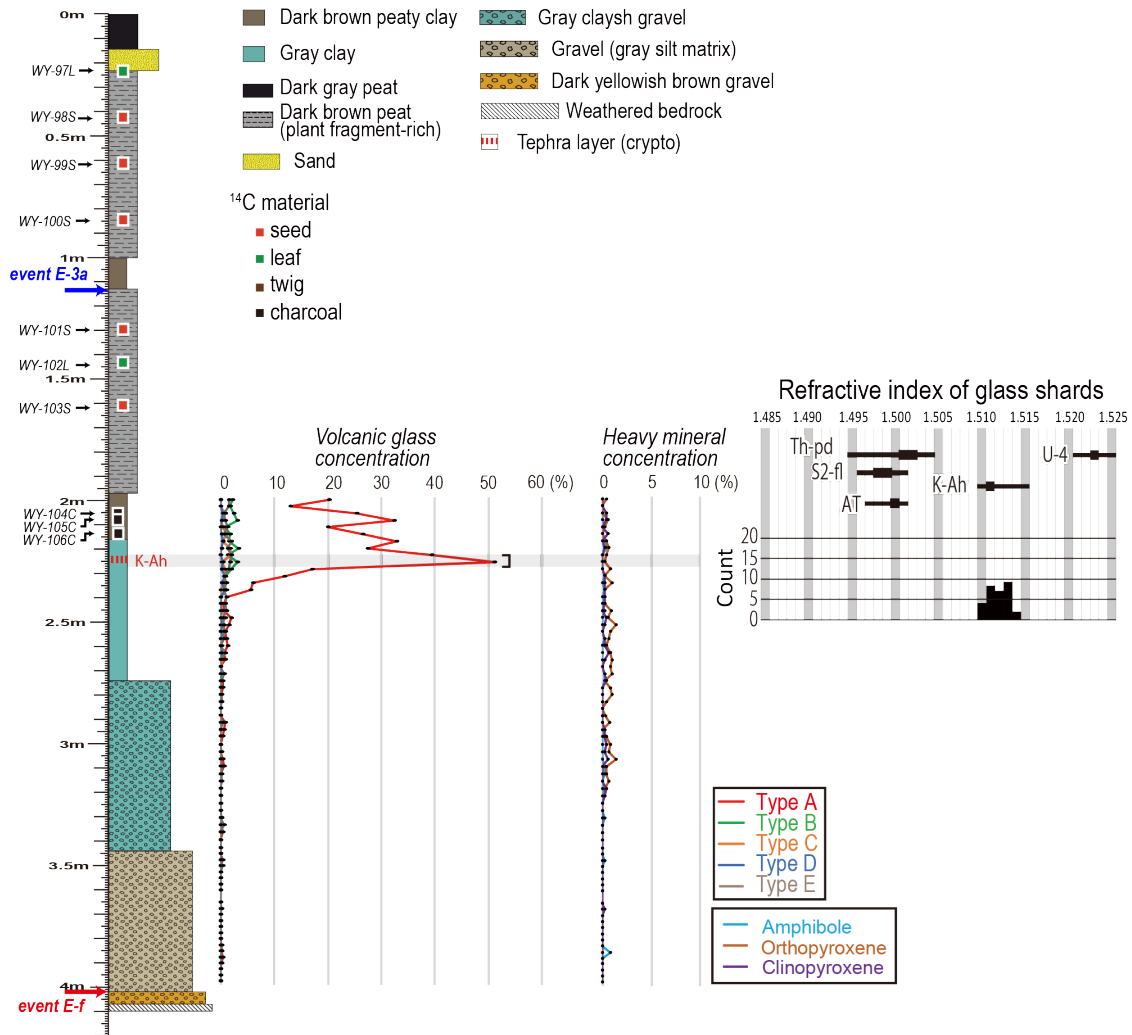 0m
WY-97L
WY-98S
0.5m
WY-99S
WY-100S
1m
event E-3a
WY-101S
WY-102L
1.5m
WY-103S
2m
WY-104C
WY-105C
WY-106C
K-Ah
2.5m
3m
3.5m
4m
event E-f
Dark brown peaty clay
Gray clay
Dark gray peat
Dark brown peat
(plant fragment-rich)
Sand
Gray claysh gravel
Gravel (gray silt matrix)
Dark yellowish brown gravel
Weathered bedrock
Tephra layer (crypto)
14C material
seed
leaf
twig
charcoal
Volcanic glass
concentration
0 10 20 30 40 50 60 (%)
Heavy mineral
concentration
0 5 10 (%)
Refractive index of glass shards
1.485 1.490 1.495 1.500 1.505 1.510 1.515 1.520 1.525
Th-pd
S2-fl
AT
K-Ah
U-4
Count
20
15
10
5
0
Type A
Type B
Type C
Type D
Type E
Amphibole
Orthopyroxene
Clinopyroxene